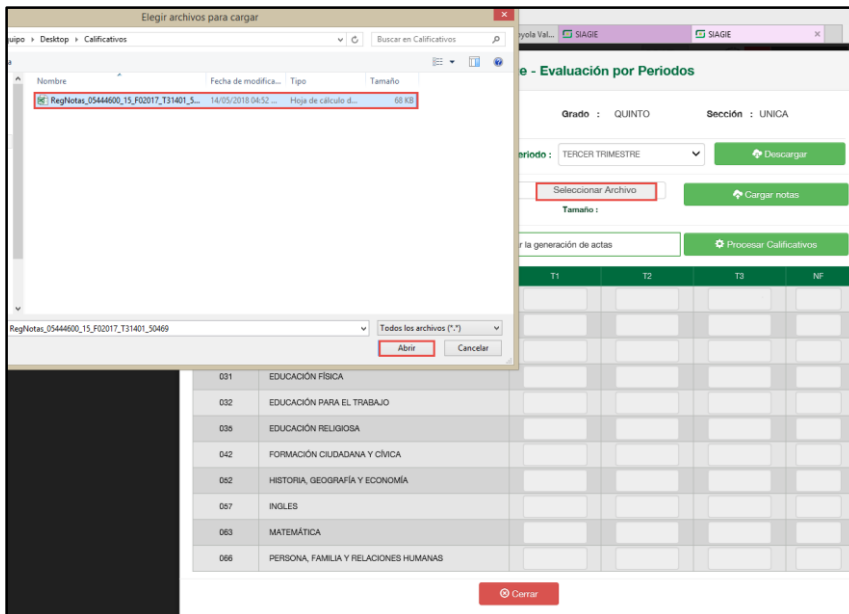 Elegir archivos para cargar
Desktop
Calificativos
Buscar en Calificativos
Nombre
Fecha de modifica...
Tipo
Tamaño
RegNotas_05444600_15_F02017_T31401_5...
14/05/2018 04:52 ...
Hoja de cálculo d...
68 KB
RegNotas_05444600_15_F02017_T31401_50469
Todos los archivos (*.*)
Abrir
Cancelar
SIAGIE
SIAGIE
e - Evaluación por Periodos
Grado : QUINTO
Sección : UNICA
eriodo : TERCER TRIMESTRE
Descargar
Seleccionar Archivo
Cargar notas
Tamaño :
r la generación de actas
Procesar Calificativos
T1 T2 T3 NF
031 EDUCACIÓN FÍSICA
032 EDUCACIÓN PARA EL TRABAJO
035 EDUCACIÓN RELIGIOSA
042 FORMACIÓN CIUDADANA Y CÍVICA
052 HISTORIA, GEOGRAFÍA Y ECONOMÍA
057 INGLES
063 MATEMÁTICA
066 PERSONA, FAMILIA Y RELACIONES HUMANAS
Cerrar